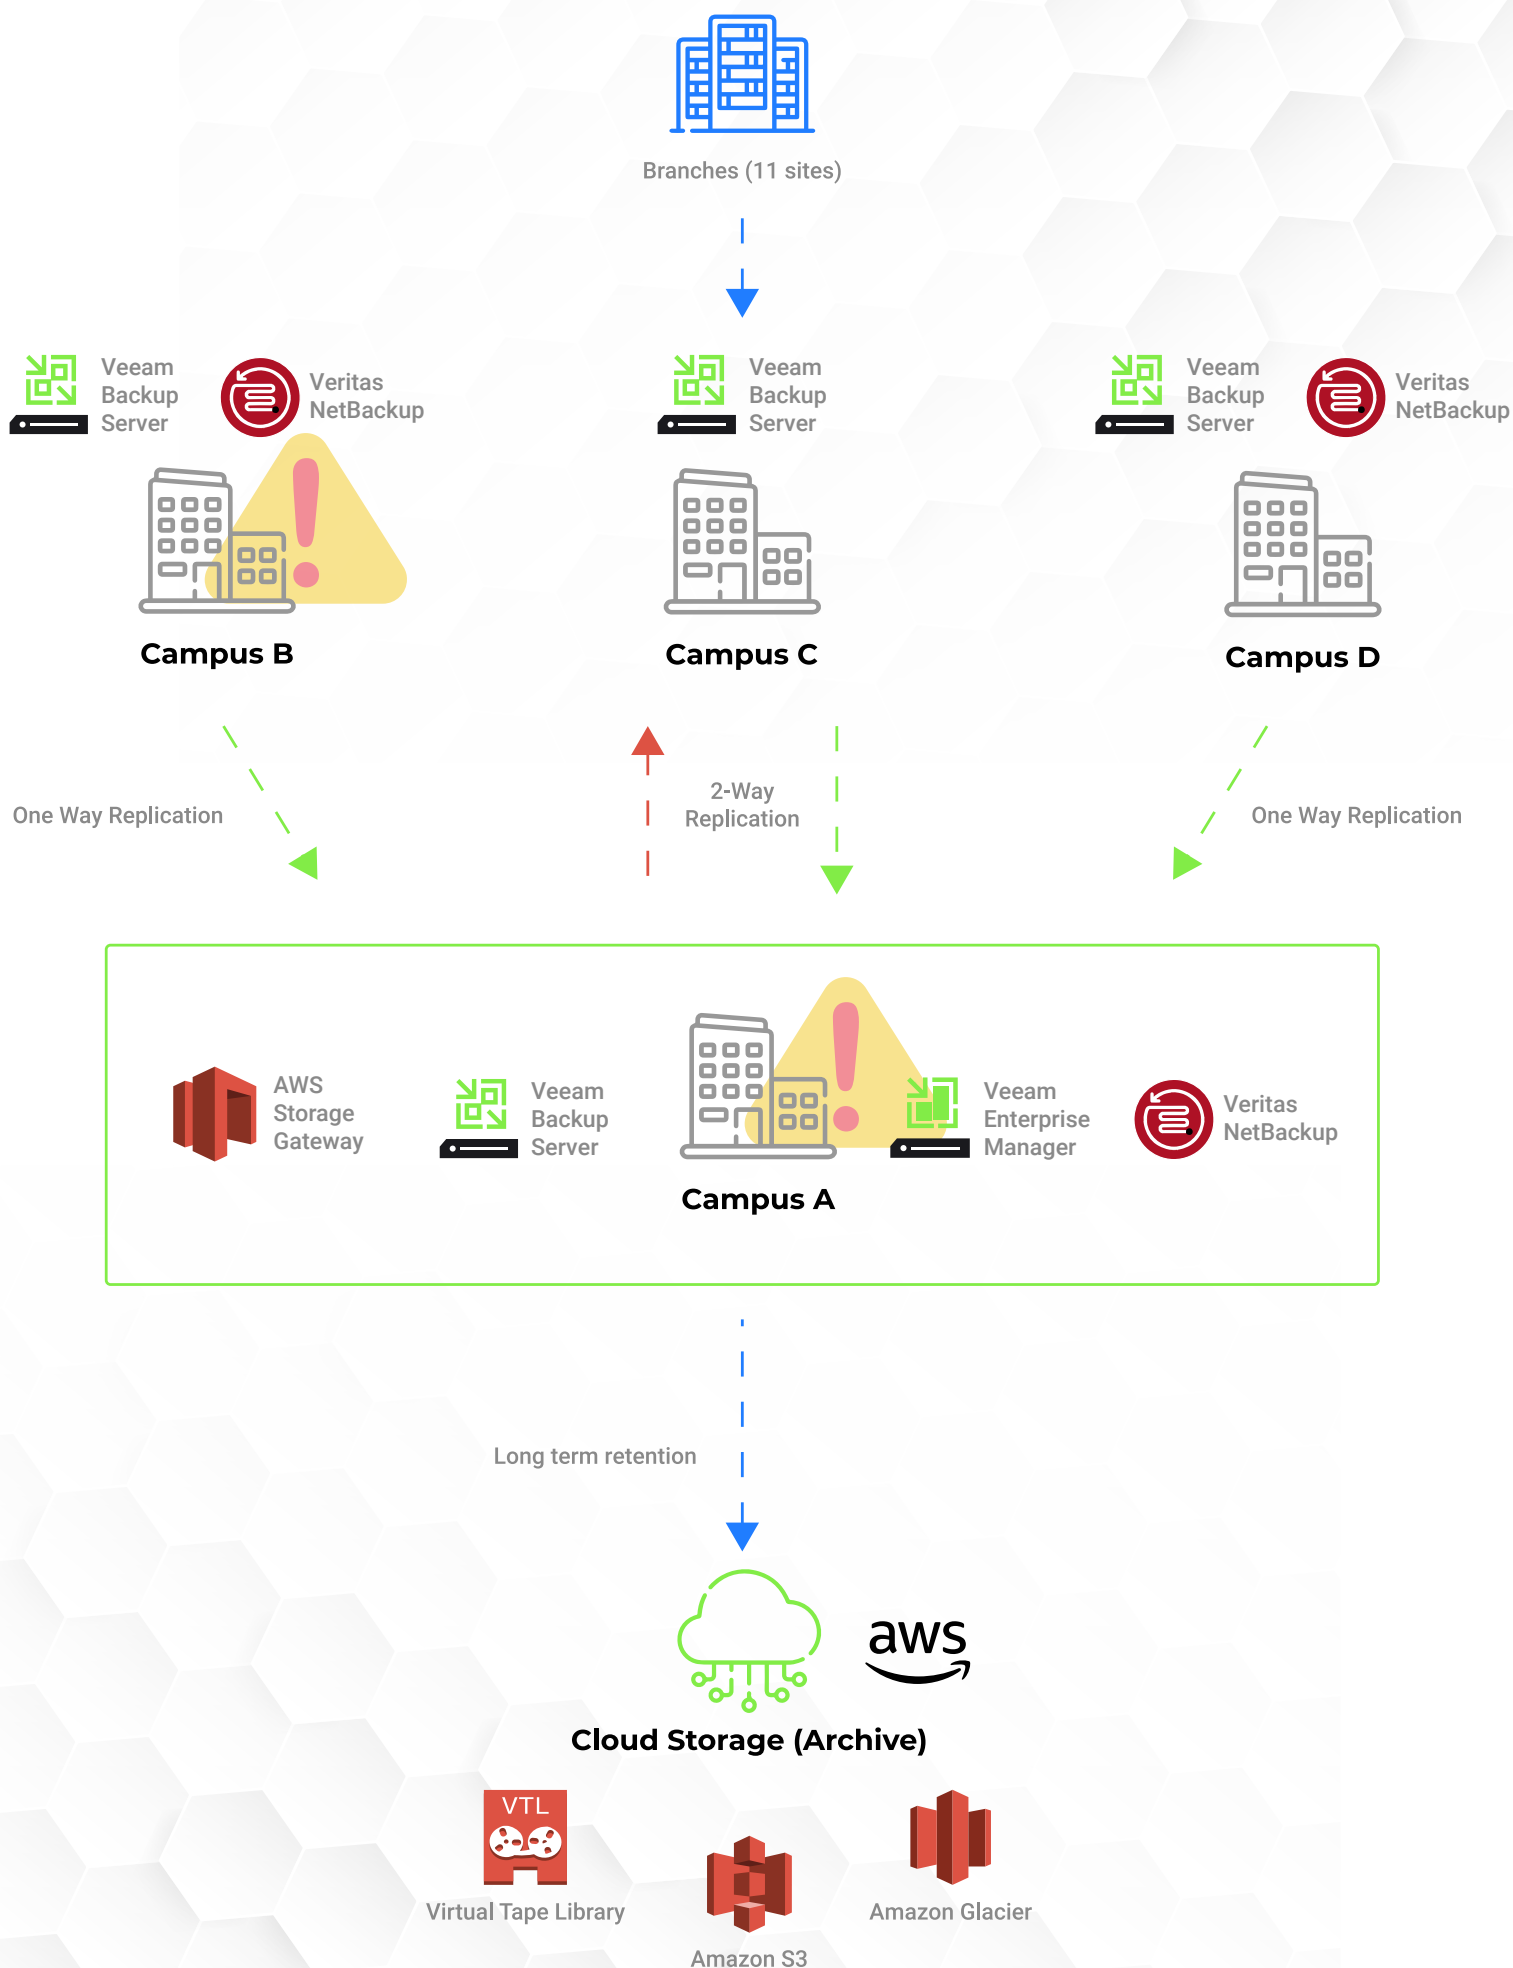 Branches (11 sites)
Veeam
Backup
Server
Veritas
NetBackup
Veeam
Backup
Server
Veeam
Backup
Server
Veritas
NetBackup
Campus B
Campus C
Campus D
One Way Replication
2-Way
Replication
One Way Replication
AWS
Storage
Gateway
Veeam
Backup
Server
Veeam
Enterprise
Manager
Veritas
NetBackup
Campus A
Long term retention
aws
Cloud Storage (Archive)
VTL
Virtual Tape Library
Amazon S3
Amazon Glacier